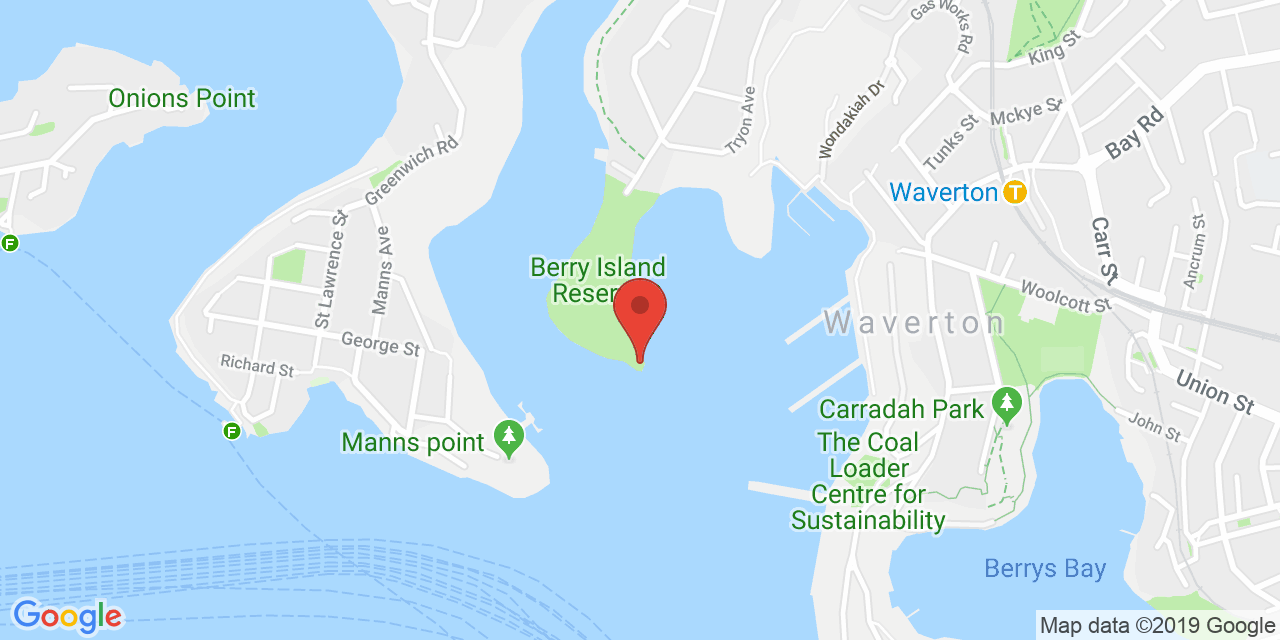 Gas Works Rd
King St
Onions Point
Tryon Ave
Wondakiah Dr
Mckye St
Tunks St
Bay Rd
Greenwich Rd
Waverton
T
St Lawrence St
Manns Ave
Carr St
Ancrum St
F
Berry Island
Reser
Woolcott St
Waverton
George St
Richard St
Union St
Carradah Park
John St
F
Manns point
The Coal
Loader
Centre for
Sustainability
Berrys Bay
Google
Map data ©2019 Google